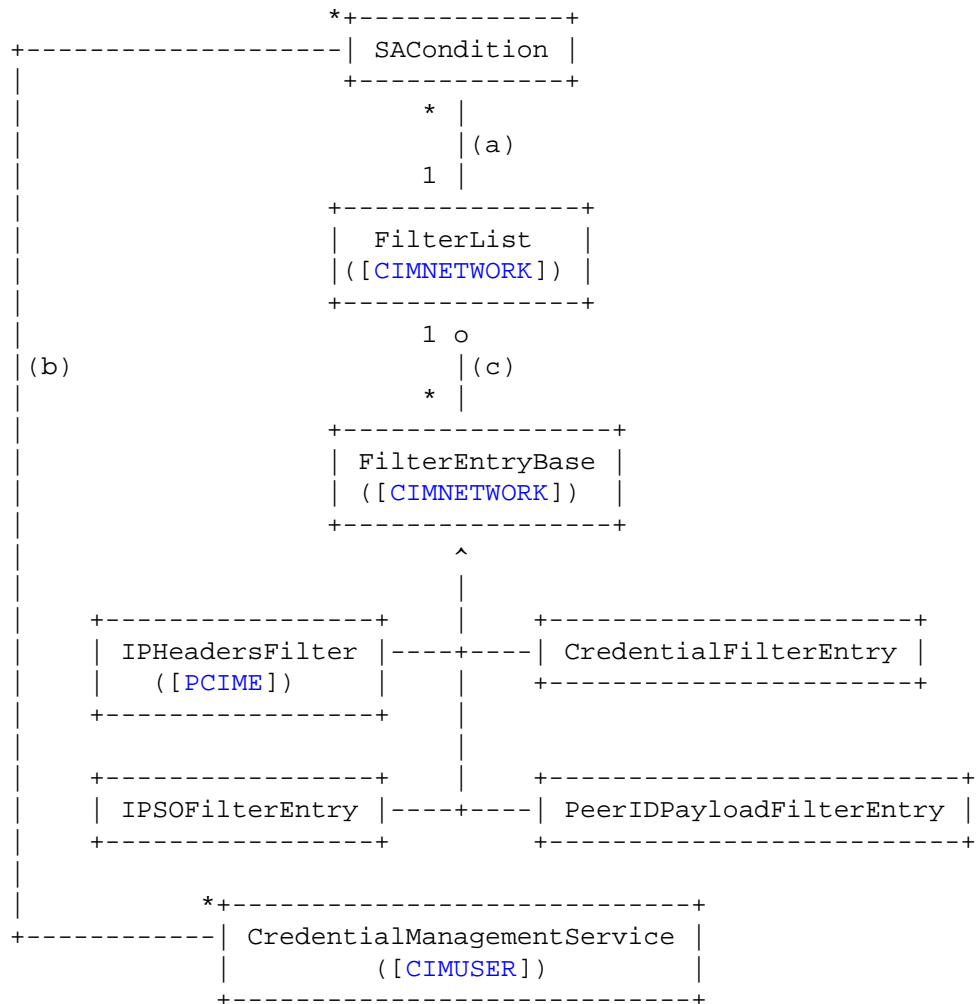 *+-------------+
+--------------------| SACondition |
| +-------------+
| * |
| |(a)
| 1 |
| +---------------+
| | FilterList |
| |([CIMNETWORK]) |
| +---------------+
| 1 o
|(b) |(c)
| * |
| +-----------------+
| | FilterEntryBase |
| | ([CIMNETWORK]) |
| +-----------------+
| ^
| |
| +-----------------+ | +-----------------------+
| | IPHeadersFilter |----+----| CredentialFilterEntry |
| | ([PCIME]) | | +-----------------------+
| +-----------------+ |
| |
| +-----------------+ | +--------------------------+
| | IPSOFilterEntry |----+----| PeerIDPayloadFilterEntry |
| +-----------------+ +--------------------------+
|
| *+-----------------------------+
+------------| CredentialManagementService |
| ([CIMUSER]) |
+-----------------------------+